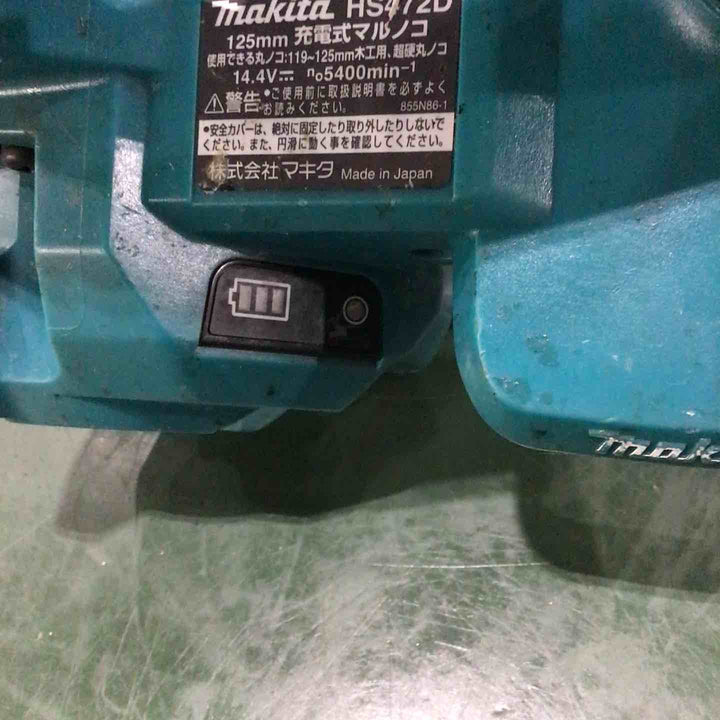 makita HS472D
125mm 充電式マルノコ
使用できる丸ノコ:119~125mm木工用、超硬丸ノコ
14.4V⎓ n₀5400min⁻¹
⚠警告 •ご使用前に取扱説明書を必ずよく
お読みください。 855N86-1
•安全カバーは、絶対に固定したり取り外したりしないで
ください。また、円滑に動く事を確認してください。
株式会社 マキタ Made in Japan
mak